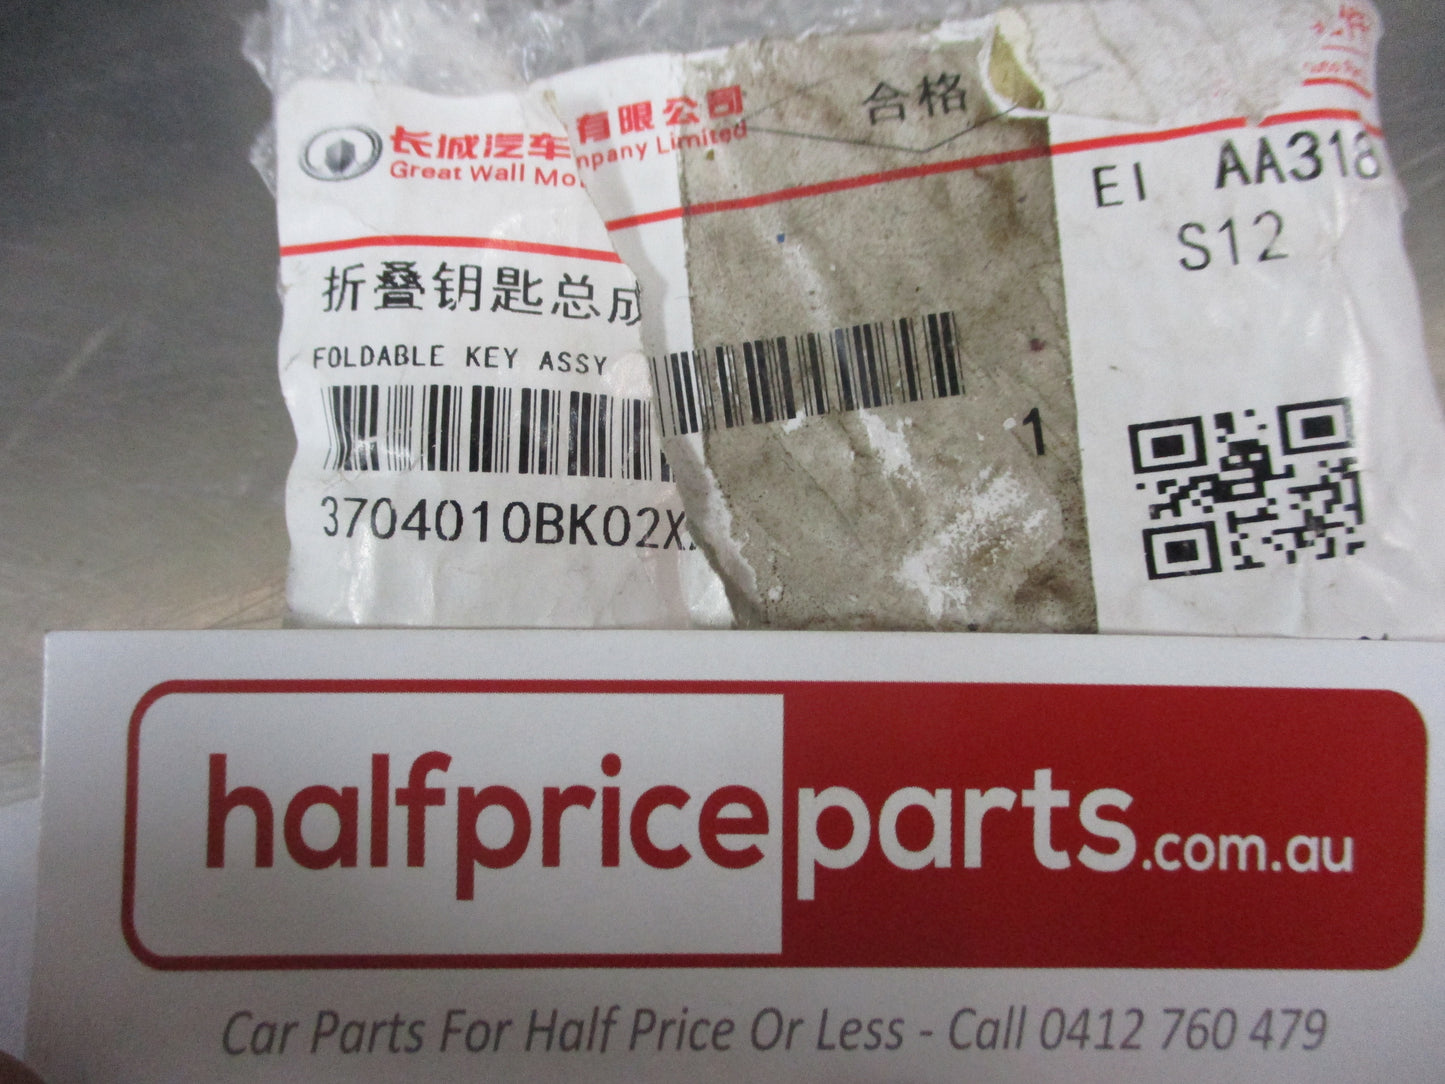 长城汽车 有限公司
Great Wall Mo mpany Limited
合格
EI AA318
S12
折叠钥匙总成
FOLDABLE KEY ASSY
1
3704010BK02X
halfpriceparts.com.au
Car Parts For Half Price Or Less - Call 0412 760 479